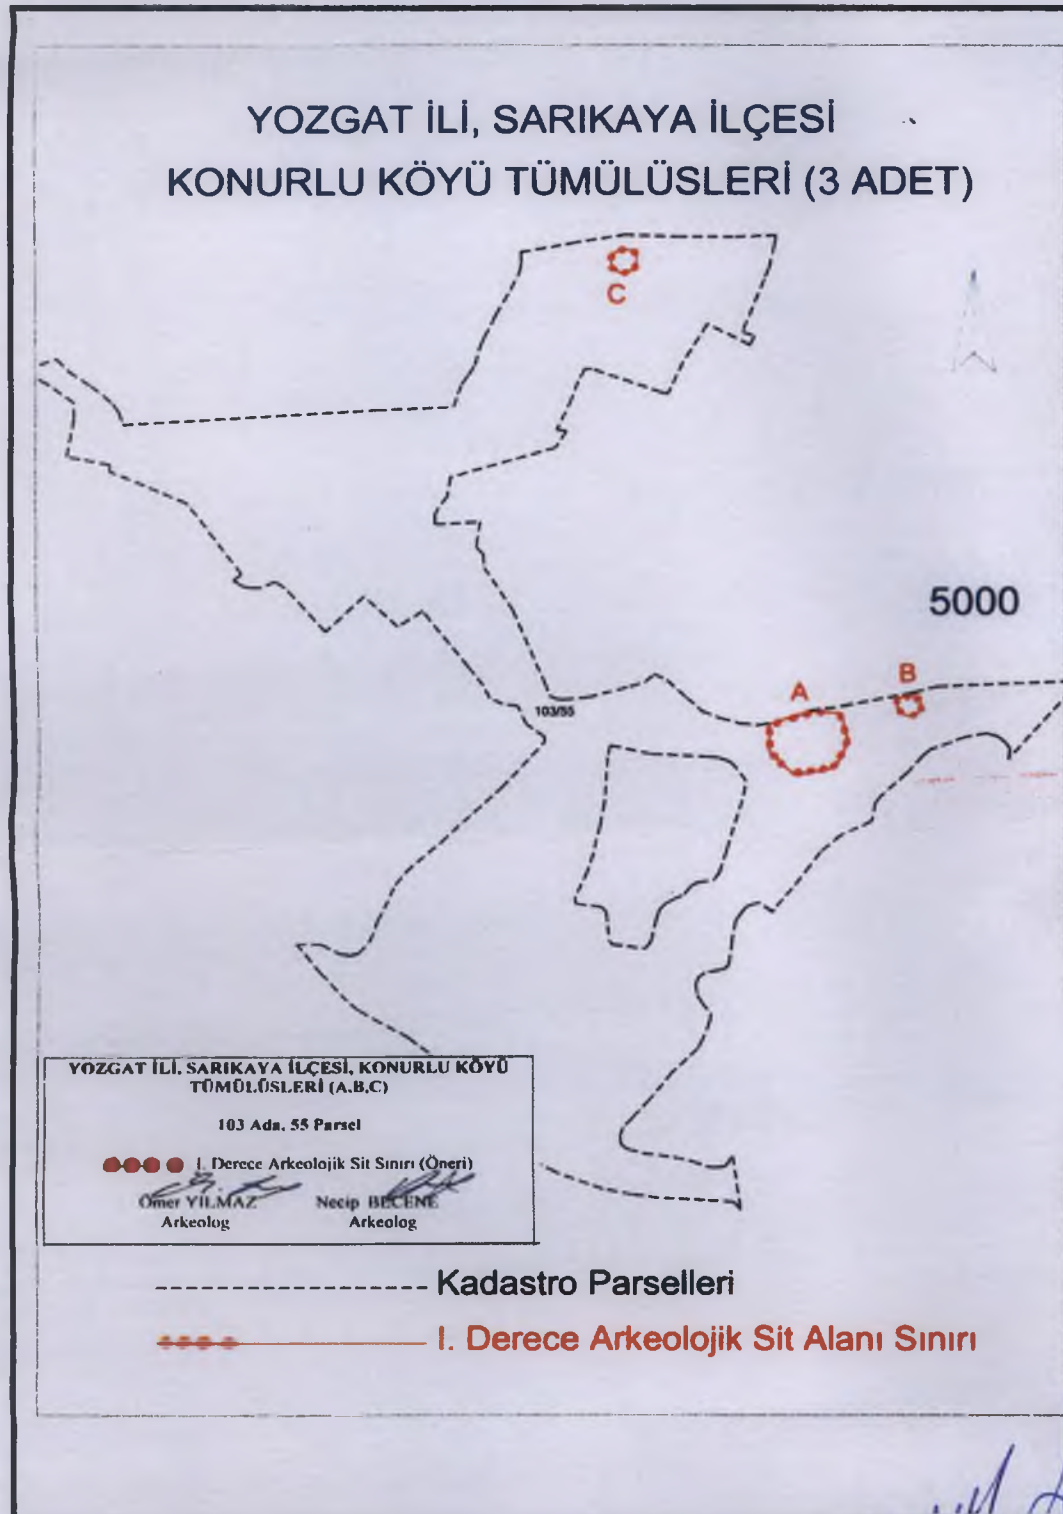 YOZGAT İLİ, SARIKAYA İLÇESİ
KONURLU KÖYÜ TÜMÜLÜSLERİ (3 ADET)
C
5000
B
A
103/55
YOZGAT İLİ, SARIKAYA İLÇESİ, KONURLU KÖYÜ
TÜMÜLÜSLERİ (A,B,C)
103 Ada, 55 Parsel
I. Derece Arkeolojik Sit Sınırı (Öneri)
Ömer YILMAZ Necip BECENE
Arkeolog Arkeolog
Kadastro Parselleri
I. Derece Arkeolojik Sit Alanı Sınırı